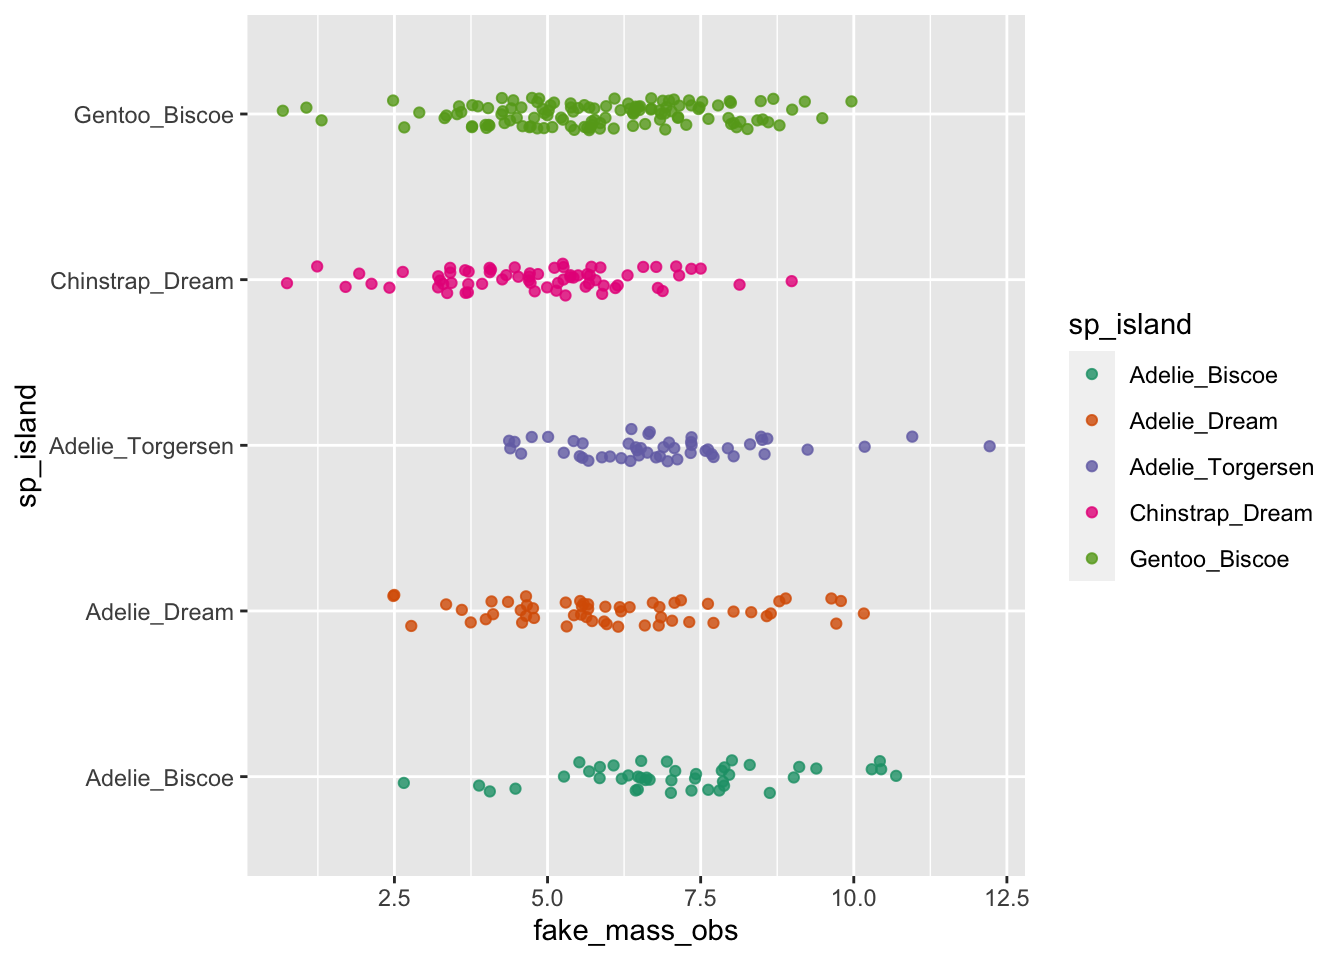 Gentoo_Biscoe
Chinstrap_Dream
Adelie_Torgersen
Adelie_Dream
Adelie_Biscoe
sp_island
2.5 5.0 7.5 10.0 12.5
fake_mass_obs
sp_island
Adelie_Biscoe
Adelie_Dream
Adelie_Torgersen
Chinstrap_Dream
Gentoo_Biscoe